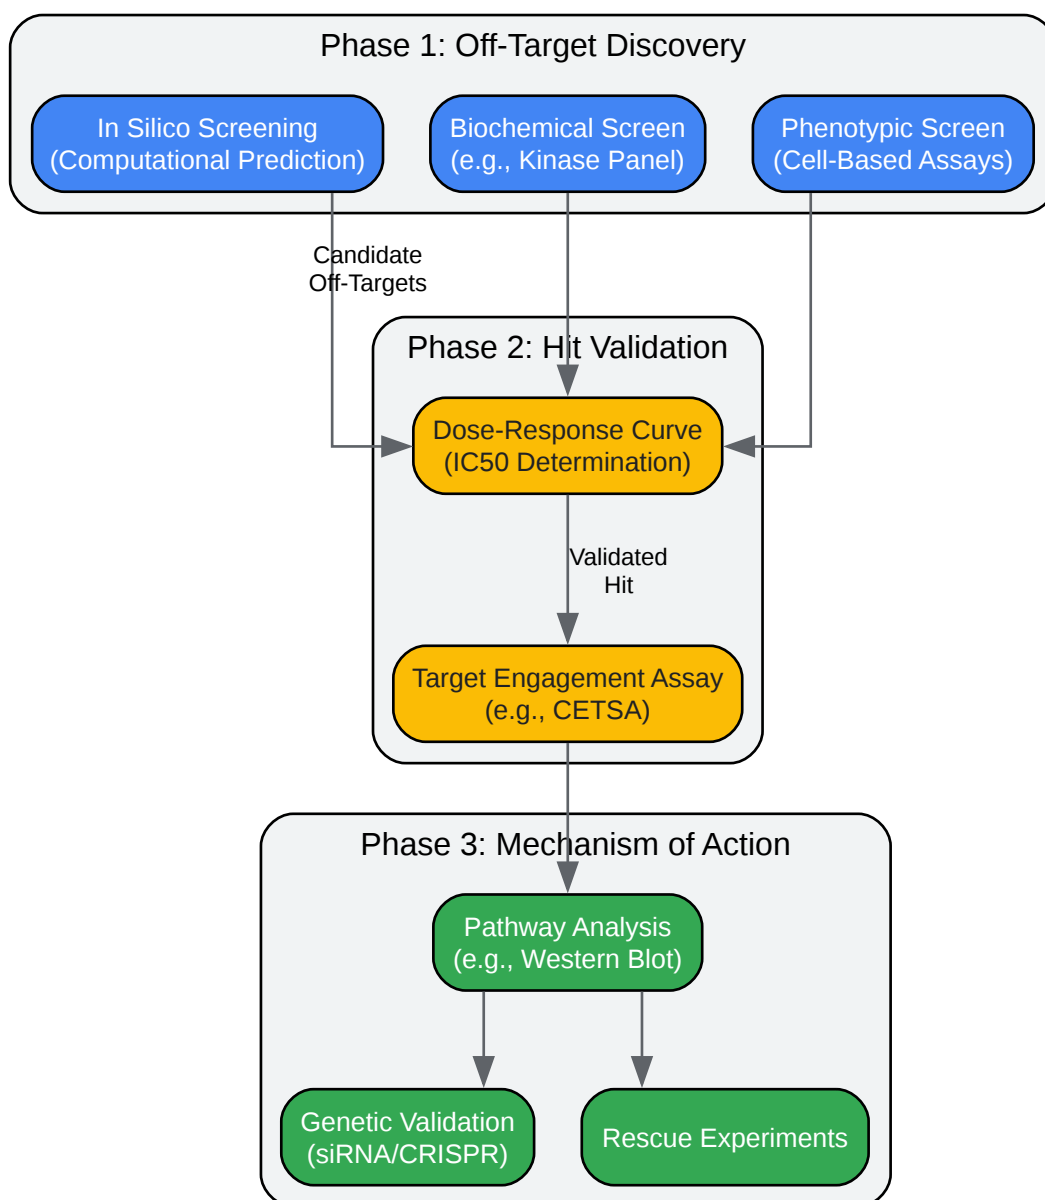 Phase 1: Off-Target Discovery
In Silico Screening
(Computational Prediction)
Biochemical Screen
(e.g., Kinase Panel)
Phenotypic Screen
(Cell-Based Assays)
Candidate
Off-Targets
Phase 2: Hit Validation
Dose-Response Curve
(IC50 Determination)
Validated
Hit
Target Engagement Assay
(e.g., CETSA)
Phase 3: Mechanism of Action
Pathway Analysis
(e.g., Western Blot)
Genetic Validation
(siRNA/CRISPR)
Rescue Experiments